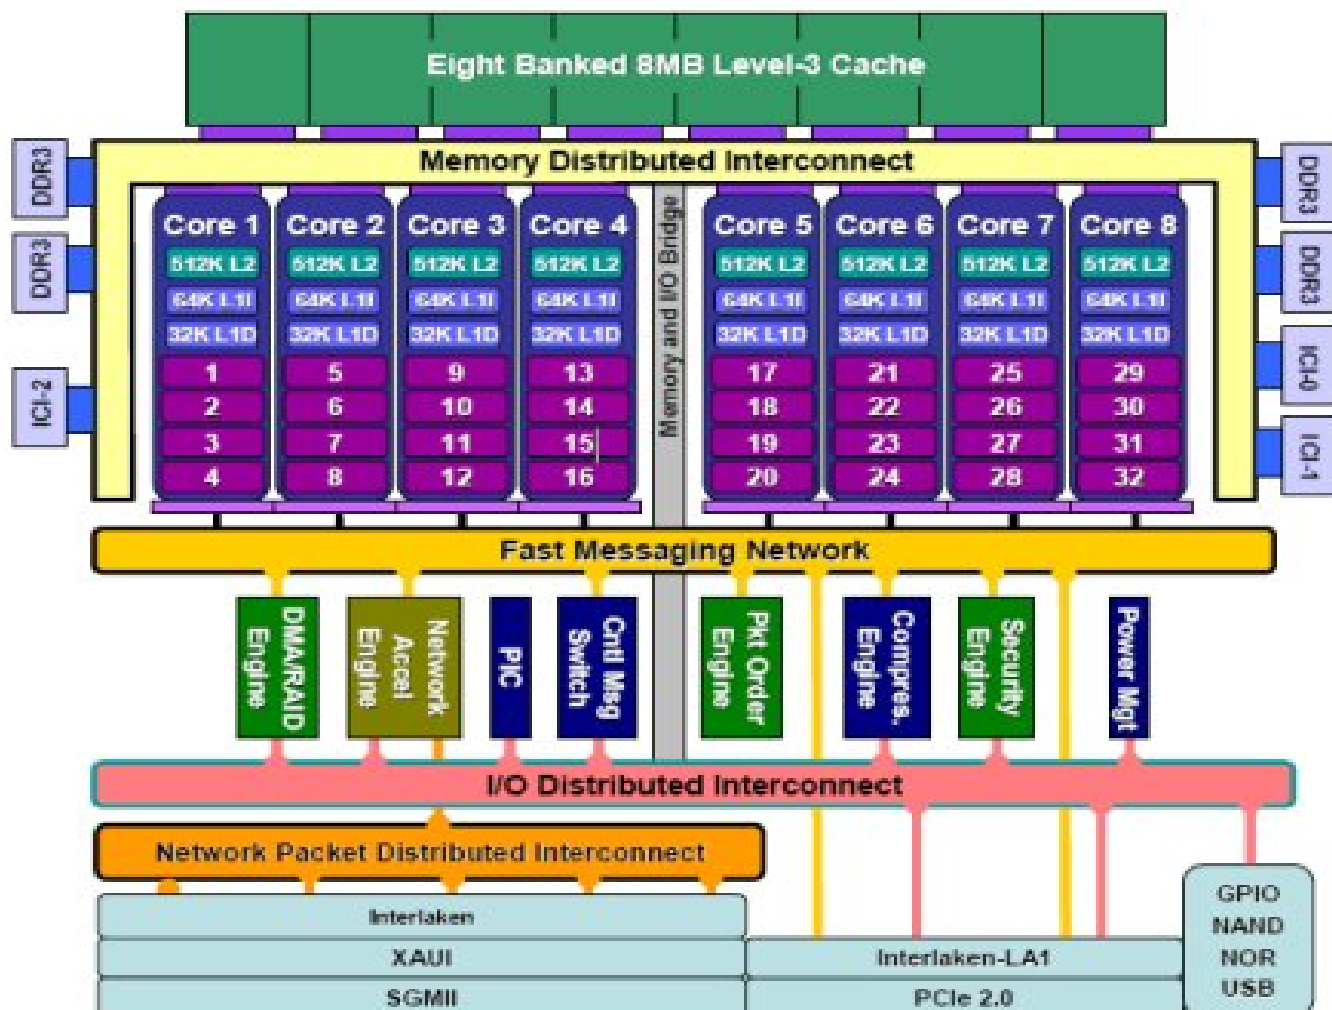 Eight Banked 8MB Level-3 Cache
Memory Distributed Interconnect
DDR3
DDR3
ICI-2
DDR3
DDR3
ICI-0
ICI-1
Core 1
512K L2
64K L1I
32K L1D
1
2
3
4
Core 2
512K L2
64K L1I
32K L1D
5
6
7
8
Core 3
512K L2
64K L1I
32K L1D
9
10
11
12
Core 4
512K L2
64K L1I
32K L1D
13
14
15
16
Memory and I/O Bridge
Core 5
512K L2
64K L1I
32K L1D
17
18
19
20
Core 6
512K L2
64K L1I
32K L1D
21
22
23
24
Core 7
512K L2
64K L1I
32K L1D
25
26
27
28
Core 8
512K L2
64K L1I
32K L1D
29
30
31
32
Fast Messaging Network
DMA/RAID
Engine
Network
Accel
Engine
PIC
Cntl Msg
Switch
Pkt Order
Engine
Compres.
Engine
Security
Engine
Power Mgt
I/O Distributed Interconnect
Network Packet Distributed Interconnect
Interlaken
XAUI
SGMII
Interlaken-LA1
PCIe 2.0
GPIO
NAND
NOR
USB